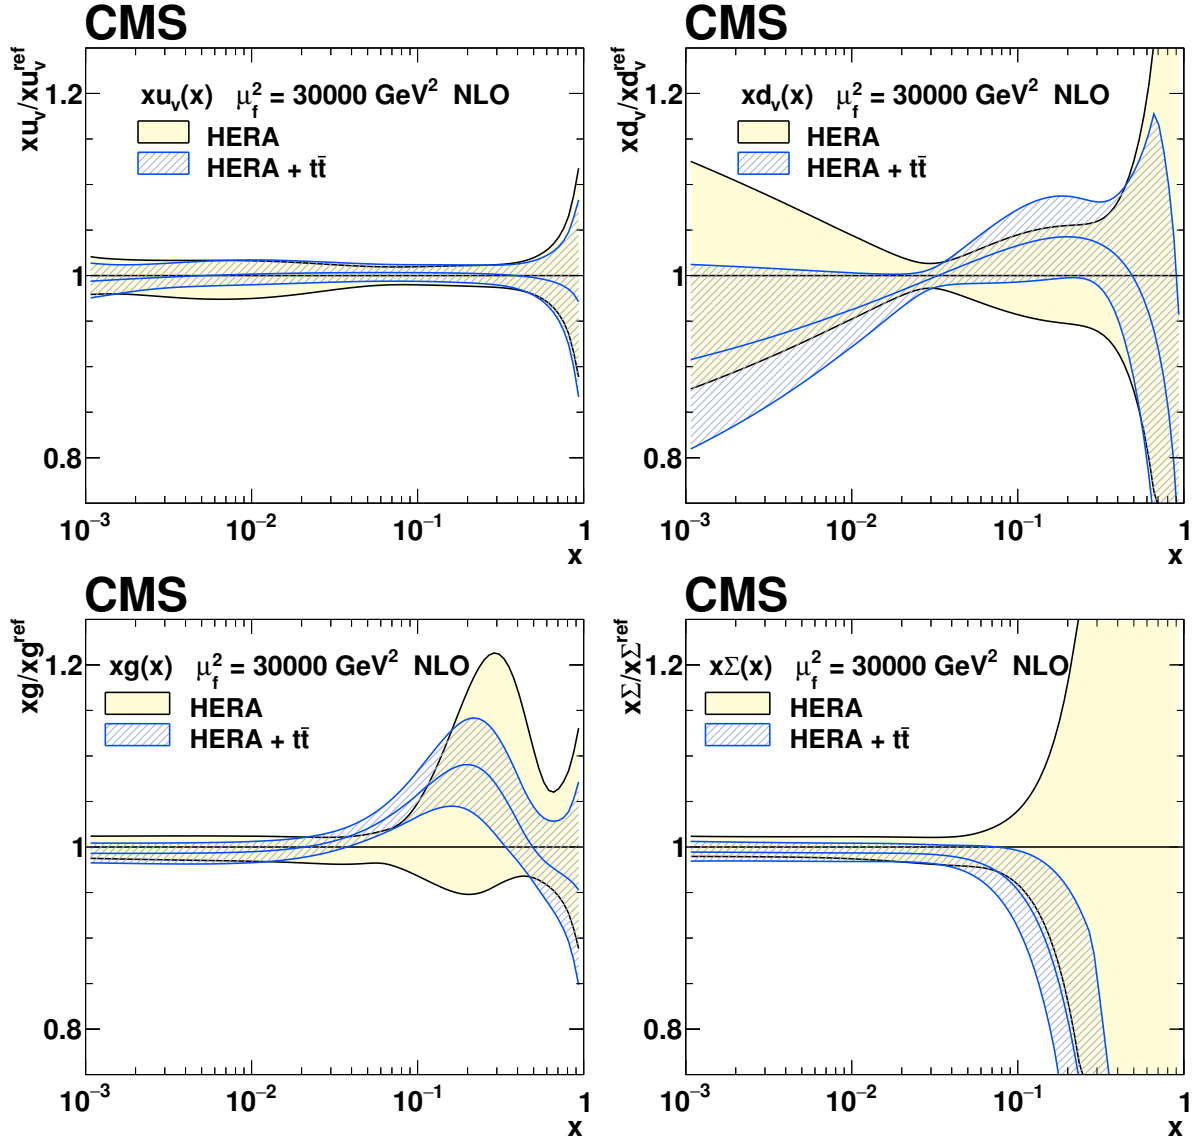 CMS
xu_v/xu_v^ref
xu_v(x) μ_f^2 = 30000 GeV^2 NLO
HERA
HERA + tt̄
1.2
1
0.8
10^−3 10^−2 10^−1 1
x
CMS
xd_v/xd_v^ref
xd_v(x) μ_f^2 = 30000 GeV^2 NLO
HERA
HERA + tt̄
1.2
1
0.8
10^−3 10^−2 10^−1 1
x
CMS
xg/xg^ref
xg(x) μ_f^2 = 30000 GeV^2 NLO
HERA
HERA + tt̄
1.2
1
0.8
10^−3 10^−2 10^−1 1
x
CMS
xΣ/xΣ^ref
xΣ(x) μ_f^2 = 30000 GeV^2 NLO
HERA
HERA + tt̄
1.2
1
0.8
10^−3 10^−2 10^−1 1
x